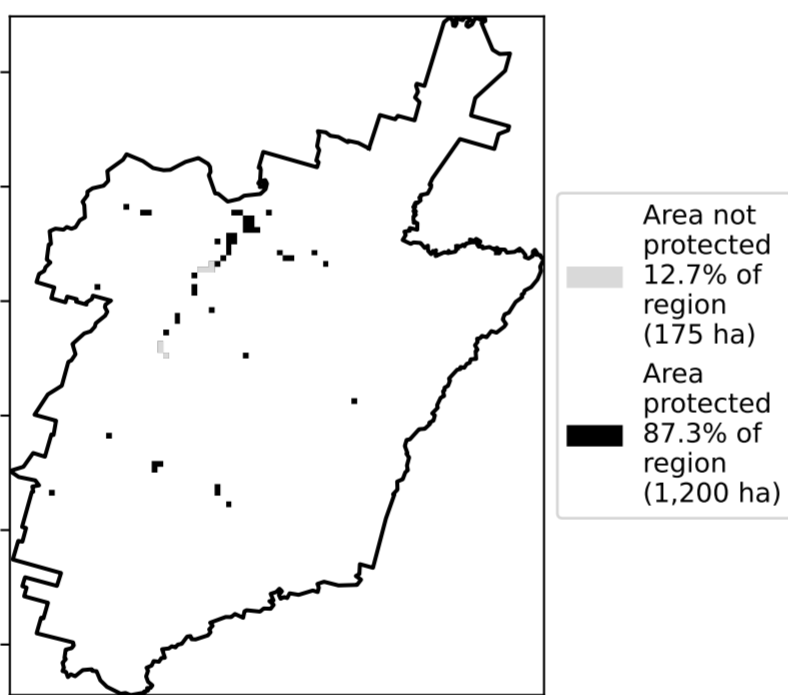 Area not
protected
12.7% of
region
(175 ha)
Area
protected
87.3% of
region
(1,200 ha)